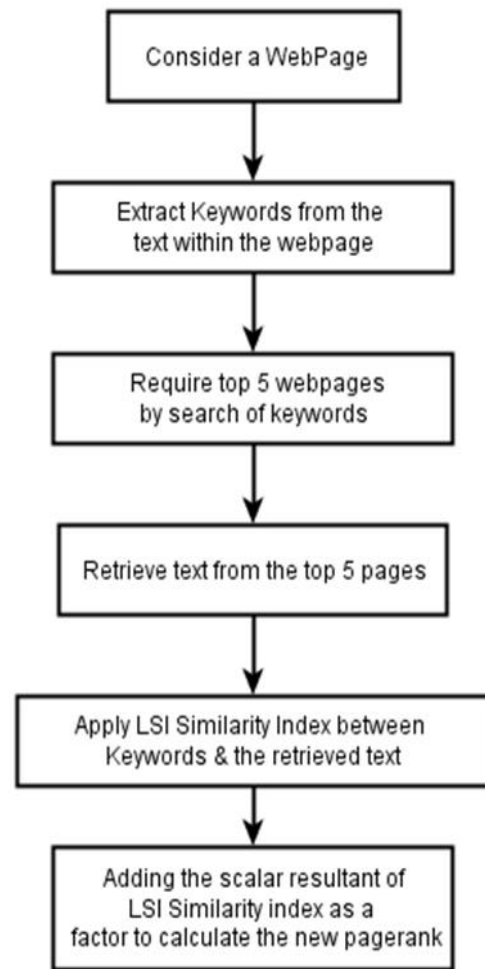 Consider a WebPage
Extract Keywords from the
text within the webpage
Require top 5 webpages
by search of keywords
Retrieve text from the top 5 pages
Apply LSI Similarity Index between
Keywords & the retrieved text
Adding the scalar resultant of
LSI Similarity index as a
factor to calculate the new pagerank